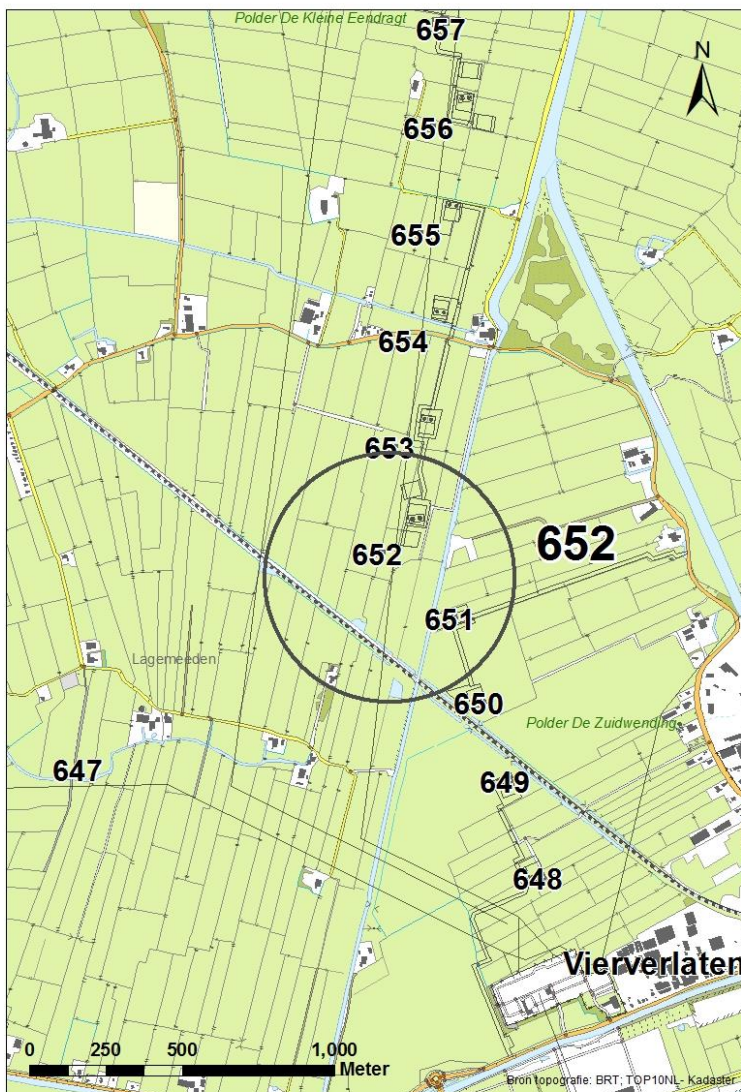 Polder De Kleine Eendragt
657
N
656
655
654
653
652
652
651
Lagemeeden
650
Polder De Zuidwending
647
649
648
Vierverlaten
0 250 500 1,000
Meter
Bron topografie: BRT; TOP10NL - Kadaster